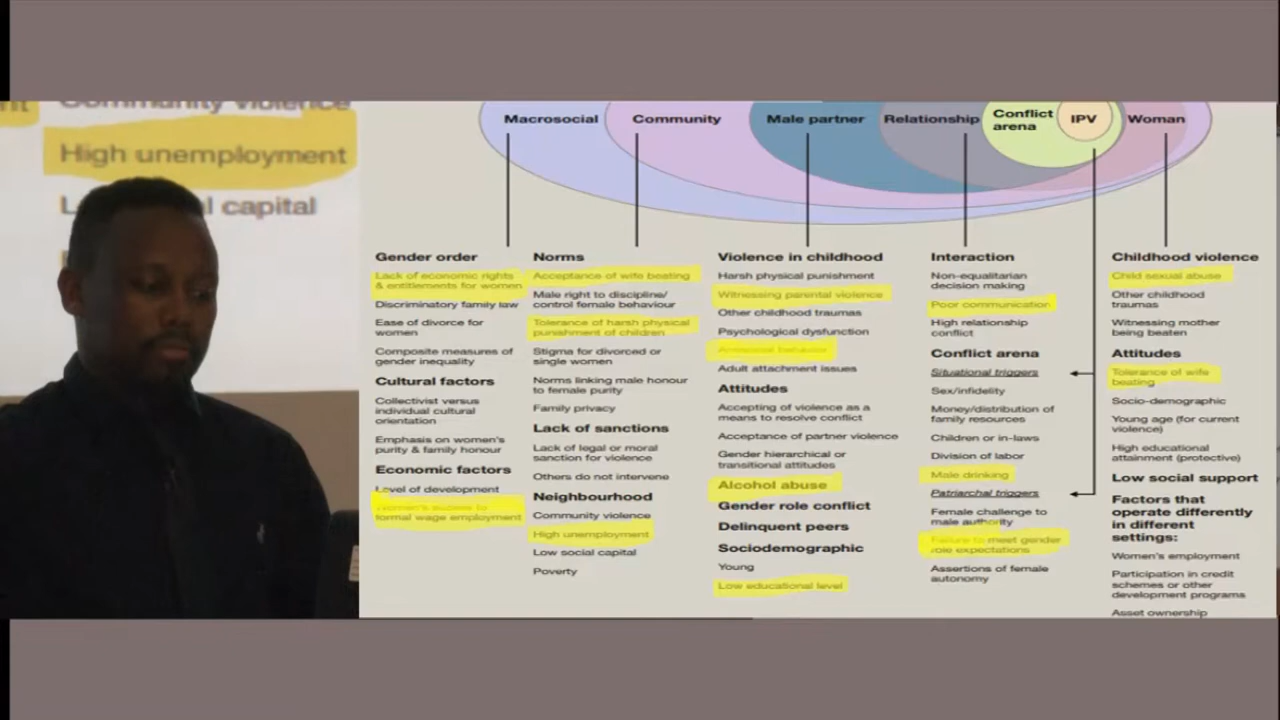 Community violence
High unemployment
al capital
Macrosocial
Community
Male partner
Relationship
Conflict
arena
IPV
Woman
Gender order
Lack of economic rights
& entitlements for women
Discriminatory family law
Ease of divorce for
women
Composite measures of
gender inequality
Cultural factors
Collectivist versus
individual cultural
orientation
Emphasis on women's
purity & family honour
Economic factors
Level of development
Women's access to
formal wage employment
Norms
Acceptance of wife beating
Male right to discipline/
control female behaviour
Tolerance of harsh physical
punishment of children
Stigma for divorced or
single women
Norms linking male honour
to female purity
Family privacy
Lack of sanctions
Lack of legal or moral
sanction for violence
Others do not intervene
Neighbourhood
Community violence
High unemployment
Low social capital
Poverty
Violence in childhood
Harsh physical punishment
Witnessing parental violence
Other childhood traumas
Psychological dysfunction
Antisocial behavior
Adult attachment issues
Attitudes
Accepting of violence as a
means to resolve conflict
Acceptance of partner violence
Gender hierarchical or
transitional attitudes
Alcohol abuse
Gender role conflict
Delinquent peers
Sociodemographic
Young
Low educational level
Interaction
Non-equalitarian
decision making
Poor communication
High relationship
conflict
Conflict arena
Situational triggers
Sex/infidelity
Money/distribution of
family resources
Children or in-laws
Division of labor
Male drinking
Patriarchal triggers
Female challenge to
male authority
Failure to meet gender
role expectations
Assertions of female
autonomy
Childhood violence
Child sexual abuse
Other childhood
traumas
Witnessing mother
being beaten
Attitudes
Tolerance of wife
beating
Socio-demographic
Young age (for current
violence)
High educational
attainment (protective)
Low social support
Factors that
operate differently
in different
settings:
Women's employment
Participation in credit
schemes or other
development programs
Asset ownership